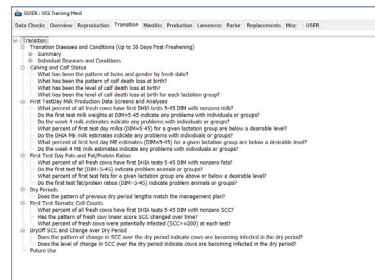 GUIDE: VAS Training Herd
Data Checks Overview Reproduction Transition Mastitis Production Lameness Parlor Replacements Misc USER
Transition
Transition Diseases and Conditions (Up to 30 Days Post-Freshening)
Summary
Individual Diseases and Conditions
Calving and Calf Status
What has been the pattern of twins and gender by fresh date?
What has been the pattern of calf death loss at birth?
What has been the level of calf death loss at birth?
What has been the level of calf death loss at birth for each lactation group?
First TestDay Milk Production Data Screens and Analyses
What percent of all fresh cows have first DHIA tests 5-45 DIM with nonzero milk?
Do the first test milk weights at DIM=5-45 indicate any problems with individuals or groups?
Do the week 4 milk estimates indicate any problems with individuals or groups?
What percent of first test day milks (DIM=5-45) for a given lactation group are below a desirable level?
Do the DHIA ME milk estimates indicate any problems with individuals or groups?
What percent of first test day ME estimates (DIM=5-45) for a given lactation group are below a desirable level?
Do the week 4 ME milk estimates indicate any problems with individuals or groups?
First Test Day Fats and Fat/Protein Ratios
What percent of all fresh cows have first DHIA tests 5-45 DIM with nonzero fats?
Do the first test fat (DIM=5-45) indicate problem animals or groups?
What percent of first test fats for a given lactation group are above or below a desirable level?
Do the first test fat/protein ratios (DIM=5-45) indicate problem animals or groups?
Dry Periods
Does the pattern of previous dry period lengths match the management plan?
First Test Somatic Cell Counts
What percent of all fresh cows have first DHIA tests 5-45 DIM with nonzero SCC?
Has the pattern of fresh cow linear score SCC changed over time?
What percent of fresh cows were potentially infected (SCC>=200) at each test?
DryOff SCC and Change over Dry Period
Does the pattern of change in SCC over the dry period indicate cows are becoming infected in the dry period?
Does the level of change in SCC over the dry period indicate cows are becoming infected in the dry period?
Future Use